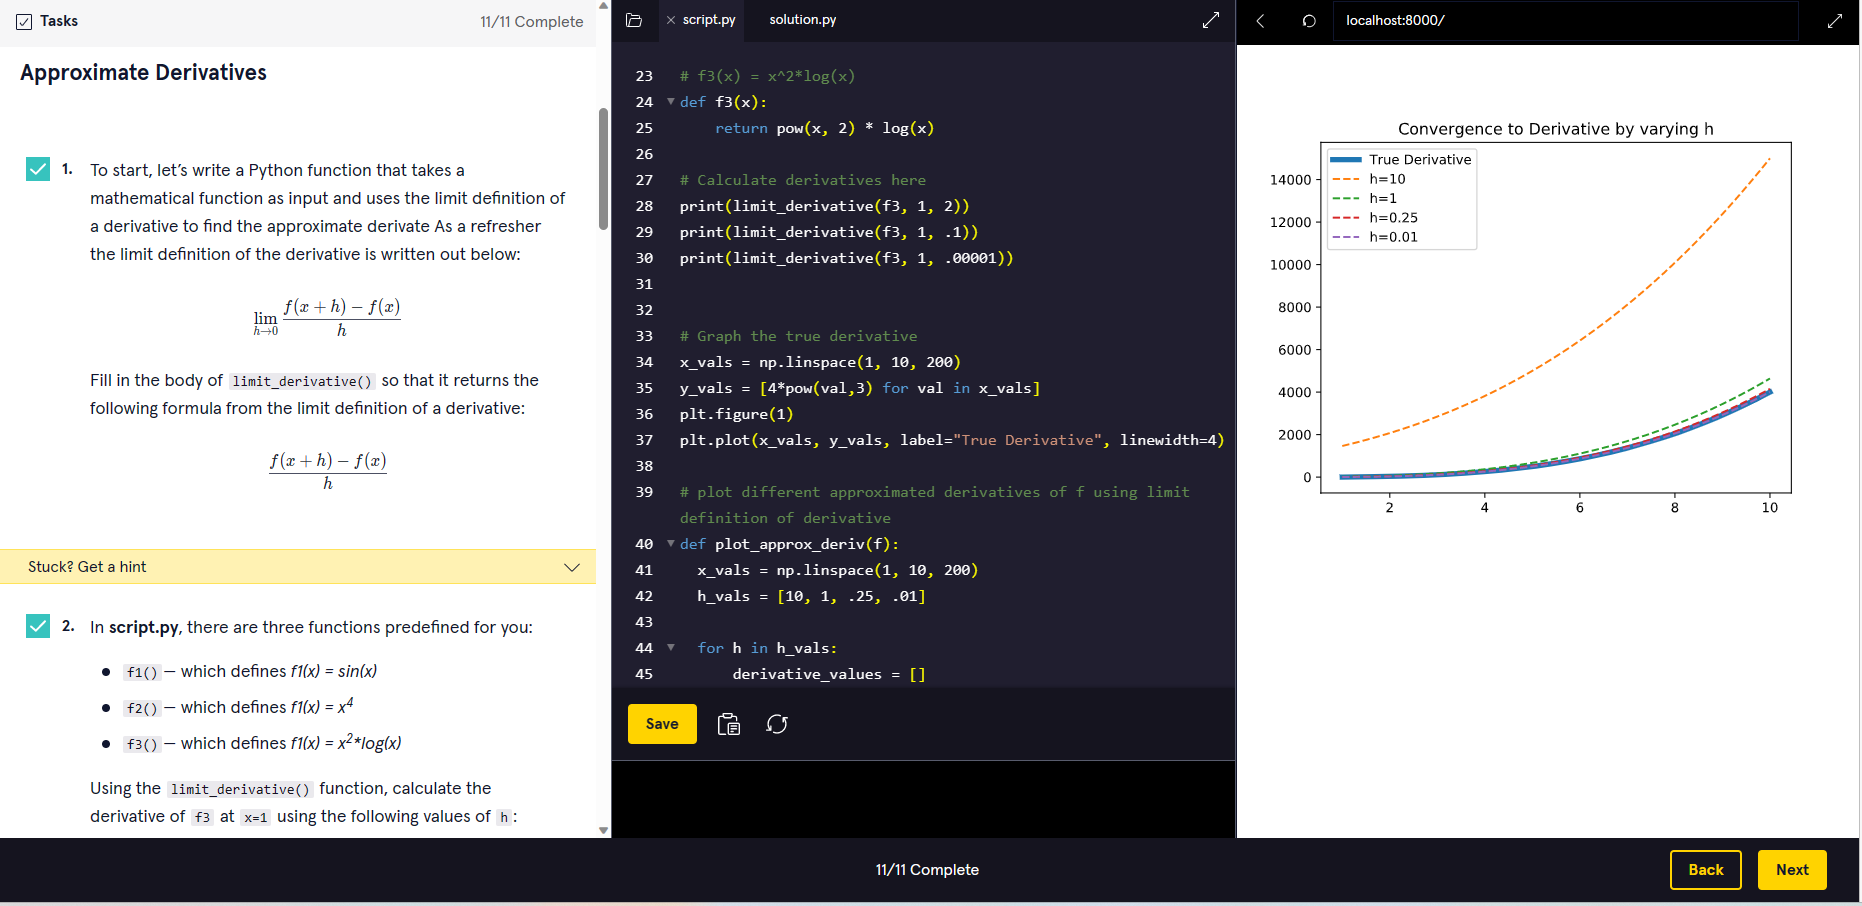 Tasks
11/11 Complete
Approximate Derivatives
1. To start, let's write a Python function that takes a
mathematical function as input and uses the limit definition of
a derivative to find the approximate derivate As a refresher
the limit definition of the derivative is written out below:
lim h→0 f(x + h) − f(x)
h
Fill in the body of limit_derivative() so that it returns the
following formula from the limit definition of a derivative:
f(x + h) − f(x)
h
Stuck? Get a hint
2. In script.py, there are three functions predefined for you:
f1() — which defines f1(x) = sin(x)
f2() — which defines f1(x) = x^4
f3() — which defines f1(x) = x^2*log(x)
Using the limit_derivative() function, calculate the
derivative of f3 at x=1 using the following values of h:
script.py
solution.py
23 # f3(x) = x^2*log(x)
24 def f3(x):
25 return pow(x, 2) * log(x)
26
27 # Calculate derivatives here
28 print(limit_derivative(f3, 1, 2))
29 print(limit_derivative(f3, 1, .1))
30 print(limit_derivative(f3, 1, .00001))
31
32
33 # Graph the true derivative
34 x_vals = np.linspace(1, 10, 200)
35 y_vals = [4*pow(val,3) for val in x_vals]
36 plt.figure(1)
37 plt.plot(x_vals, y_vals, label="True Derivative", linewidth=4)
38
39 # plot different approximated derivatives of f using limit
definition of derivative
40 def plot_approx_deriv(f):
41 x_vals = np.linspace(1, 10, 200)
42 h_vals = [10, 1, .25, .01]
43
44 for h in h_vals:
45 derivative_values = []
Save
localhost:8000/
Convergence to Derivative by varying h
True Derivative
h=10
h=1
h=0.25
h=0.01
14000
12000
10000
8000
6000
4000
2000
0
2 4 6 8 10
11/11 Complete
Back
Next